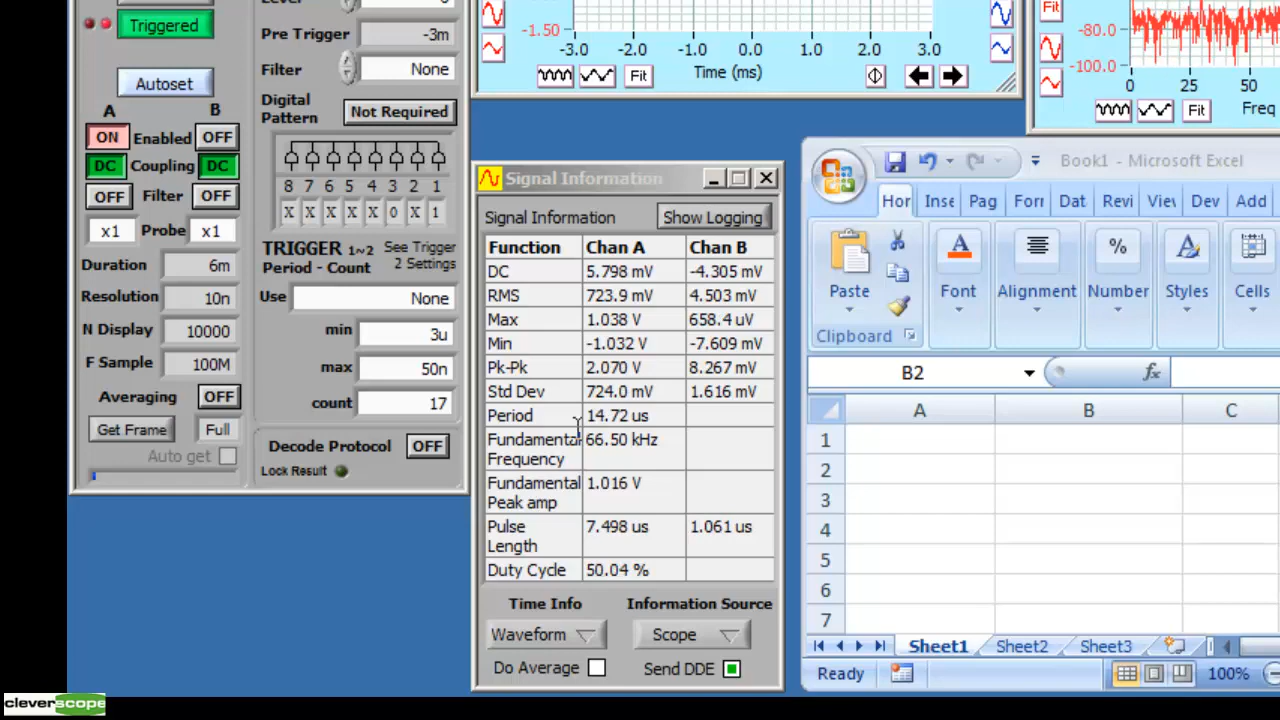 Triggered
Autoset
A B
ON Enabled OFF
DC Coupling DC
OFF Filter OFF
x1 Probe x1
Duration 6m
Resolution 10n
N Display 10000
F Sample 100M
Averaging OFF
Get Frame Full
Auto get
Pre Trigger -3m
Filter None
Digital
Pattern Not Required
8 7 6 5 4 3 2 1
X X X X X 0 X 1
TRIGGER 1~2 See Trigger
Period - Count 2 Settings
Use None
min 3u
max 50n
count 17
Decode Protocol OFF
Lock Result
-1.50
-3.0 -2.0 -1.0 0.0 1.0 2.0 3.0
Time (ms)
Fit
Fit
-80.0
-100.0
0 25 50
Fit Freq
Signal Information
Signal Information Show Logging
Function Chan A Chan B
DC 5.798 mV -4.305 mV
RMS 723.9 mV 4.503 mV
Max 1.038 V 658.4 uV
Min -1.032 V -7.609 mV
Pk-Pk 2.070 V 8.267 mV
Std Dev 724.0 mV 1.616 mV
Period 14.72 us
Fundamental 66.50 kHz
Frequency
Fundamental 1.016 V
Peak amp
Pulse 7.498 us 1.061 us
Length
Duty Cycle 50.04 %
Time Info Information Source
Waveform Scope
Do Average Send DDE
Book1 - Microsoft Excel
Hor Inse Pag Forr Dat Revi Viev Dev Add
Paste Font Alignment Number Styles Cells
A %
Clipboard
B2 fx
A B C
1
2
3
4
5
6
7
Sheet1 Sheet2 Sheet3
Ready 100%
cleverscope